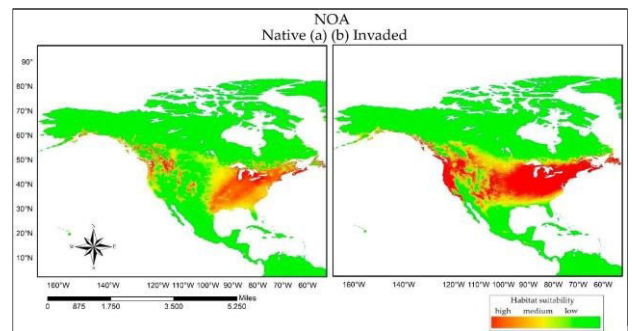 NOA
Native (a) (b) Invaded
90°
80°N
70°N
60°N
50°N
40°N
30°N
20°N
10°N
160°W 140°W 120°W 100°W 90°W 80°W 70°W 60°W
160°W 140°W 120°W 100°W 90°W 80°W 70°W 60°W
Miles
0 875 1.750 3.500 5.250
Habitat suitability
high medium low